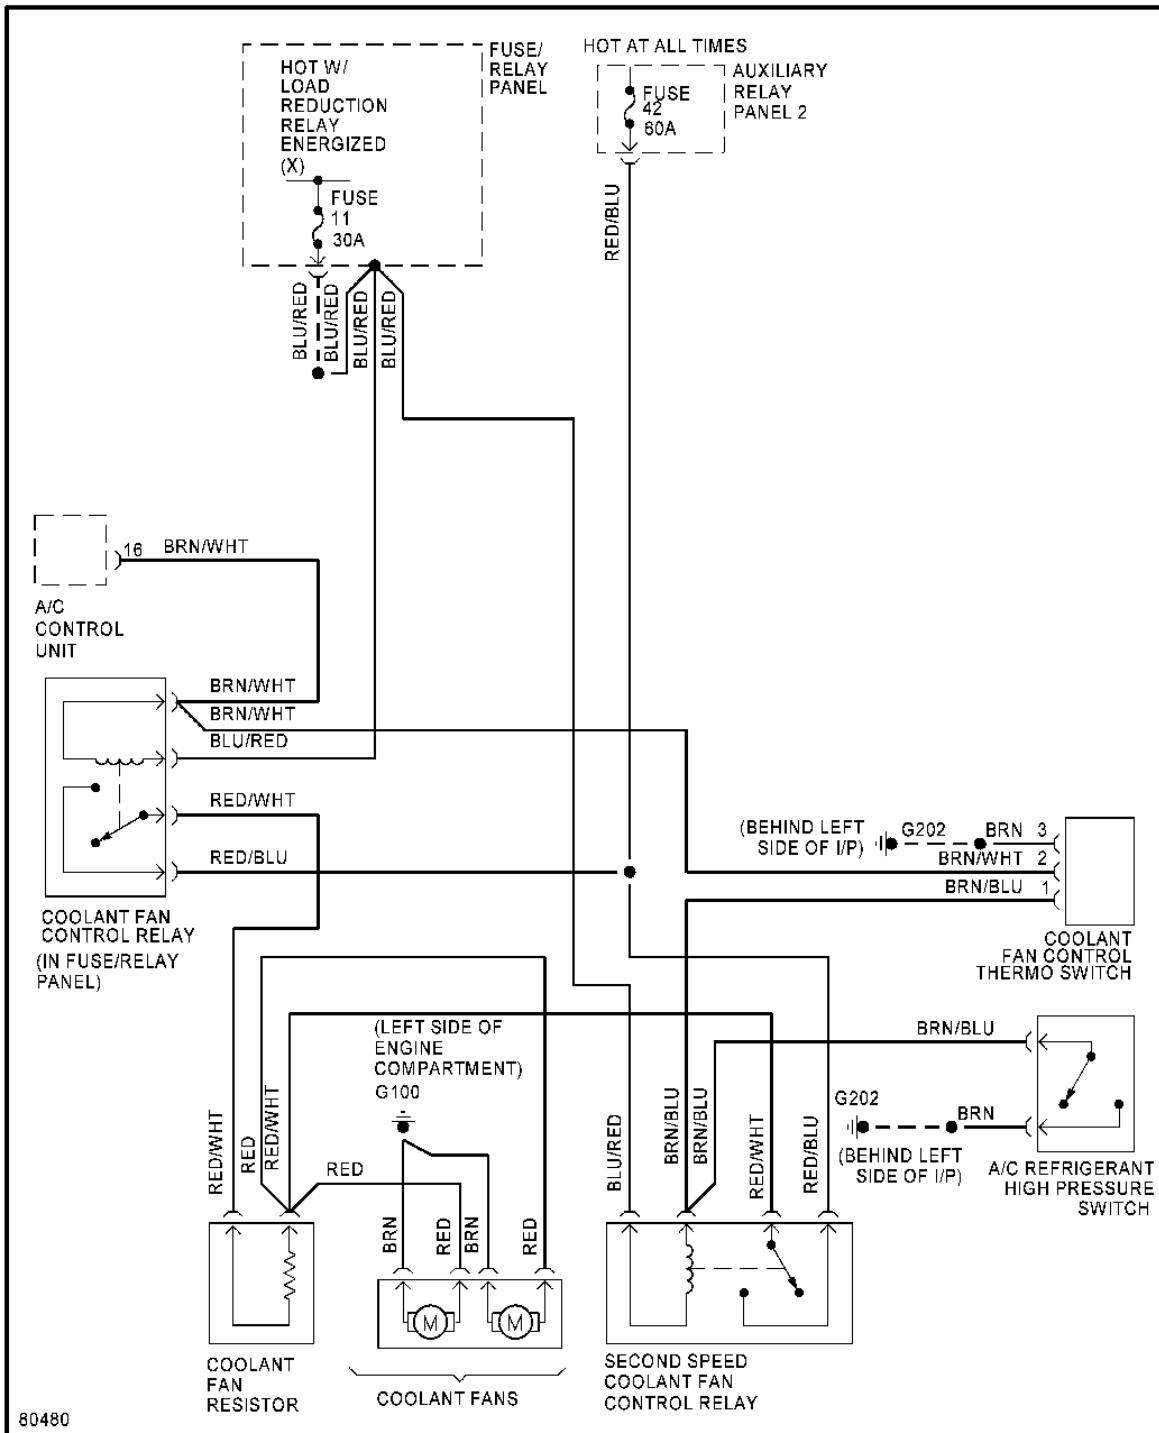 HOT W/
LOAD
REDUCTION
RELAY
ENERGIZED
(X)
FUSE
11
30A
FUSE/
RELAY
PANEL
HOT AT ALL TIMES
FUSE
42
60A
AUXILIARY
RELAY
PANEL 2
BLU/RED
BLU/RED
BLU/RED
BLU/RED
RED/BLU
16 BRN/WHT
A/C
CONTROL
UNIT
BRN/WHT
BRN/WHT
BLU/RED
RED/WHT
RED/BLU
COOLANT FAN
CONTROL RELAY
(IN FUSE/RELAY
PANEL)
(BEHIND LEFT
SIDE OF I/P)
G202 BRN 3
BRN/WHT 2
BRN/BLU 1
COOLANT
FAN CONTROL
THERMO SWITCH
(LEFT SIDE OF
ENGINE
COMPARTMENT)
G100
BRN/BLU
G202
BRN
(BEHIND LEFT
SIDE OF I/P)
A/C REFRIGERANT
HIGH PRESSURE
SWITCH
RED/WHT
RED
RED/WHT
RED
BRN
RED
BRN
RED
BLU/RED
BRN/BLU
BRN/BLU
RED/WHT
RED/BLU
M
M
COOLANT
FAN
RESISTOR
COOLANT FANS
SECOND SPEED
COOLANT FAN
CONTROL RELAY
80480